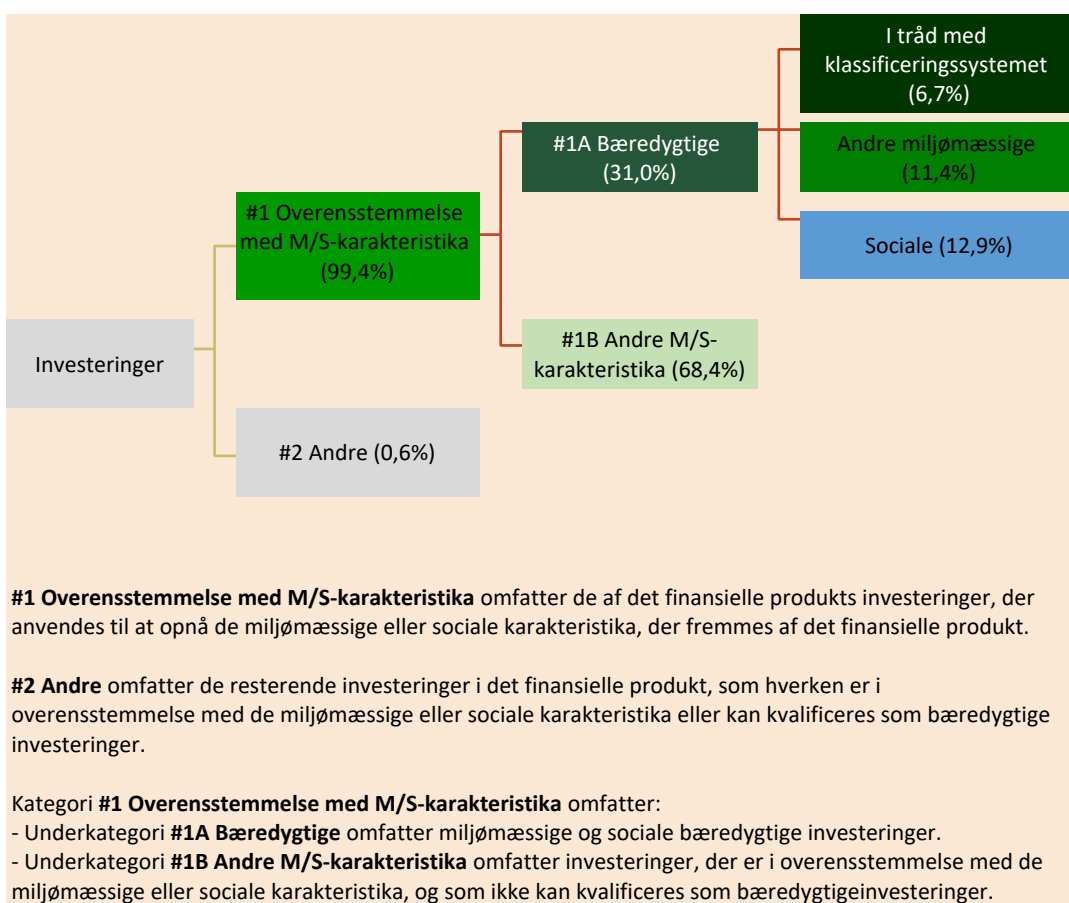 I tråd med
klassificeringssystemet
(6,7%)
#1A Bæredygtige
(31,0%)
Andre miljømæssige
(11,4%)
#1 Overensstemmelse
med M/S-karakteristika
(99,4%)
Sociale (12,9%)
Investeringer
#1B Andre M/S-
karakteristika (68,4%)
#2 Andre (0,6%)
#1 Overensstemmelse med M/S-karakteristika omfatter de af det finansielle produkts investeringer, der
anvendes til at opnå de miljømæssige eller sociale karakteristika, der fremmes af det finansielle produkt.
#2 Andre omfatter de resterende investeringer i det finansielle produkt, som hverken er i
overensstemmelse med de miljømæssige eller sociale karakteristika eller kan kvalificeres som bæredygtige
investeringer.
Kategori #1 Overensstemmelse med M/S-karakteristika omfatter:
- Underkategori #1A Bæredygtige omfatter miljømæssige og sociale bæredygtige investeringer.
- Underkategori #1B Andre M/S-karakteristika omfatter investeringer, der er i overensstemmelse med de
miljømæssige eller sociale karakteristika, og som ikke kan kvalificeres som bæredygtigeinvesteringer.